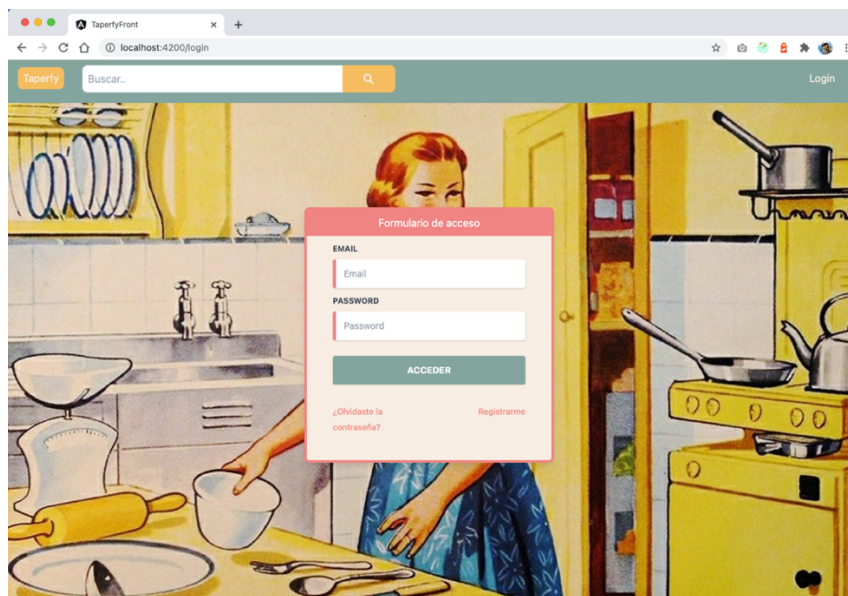 TaperfyFront
localhost:4200/login
Taperfy
Buscar..
Login
Formulario de acceso
EMAIL
Email
PASSWORD
Password
ACCEDER
¿Olvidaste la
contraseña?
Registrarme